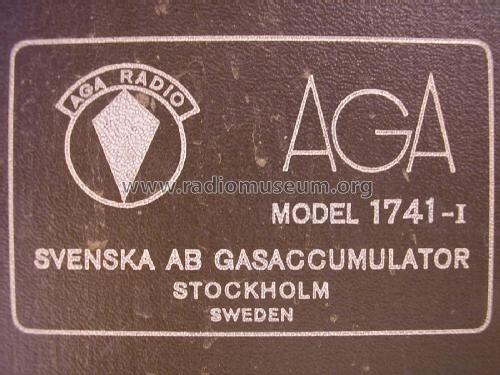 AGA RADIO
AGA
www.radiomuseum.org
MODEL 1741-I
SVENSKA AB GASACCUMULATOR
STOCKHOLM
SWEDEN